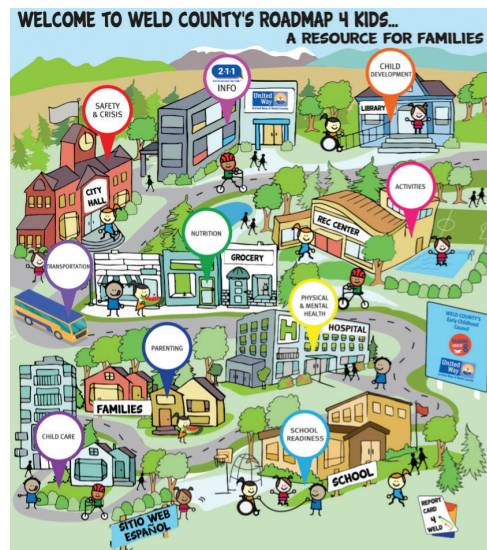 WELCOME TO WELD COUNTY'S ROADMAP 4 KIDS...
A RESOURCE FOR FAMILIES
2-1-1
INFO
United
Way
CHILD
DEVELOPMENT
LIBRARY
SAFETY
& CRISIS
CITY
HALL
ACTIVITIES
REC CENTER
NUTRITION
GROCERY
TRANSPORTATION
PHYSICAL
& MENTAL
HEALTH
H
HOSPITAL
WELD COUNTY'S
Early Childhood
Council
United
Way
PARENTING
FAMILIES
CHILD CARE
SCHOOL
READINESS
SCHOOL
SITIO WEB
ESPAÑOL
REPORT
CARD
4
WELD